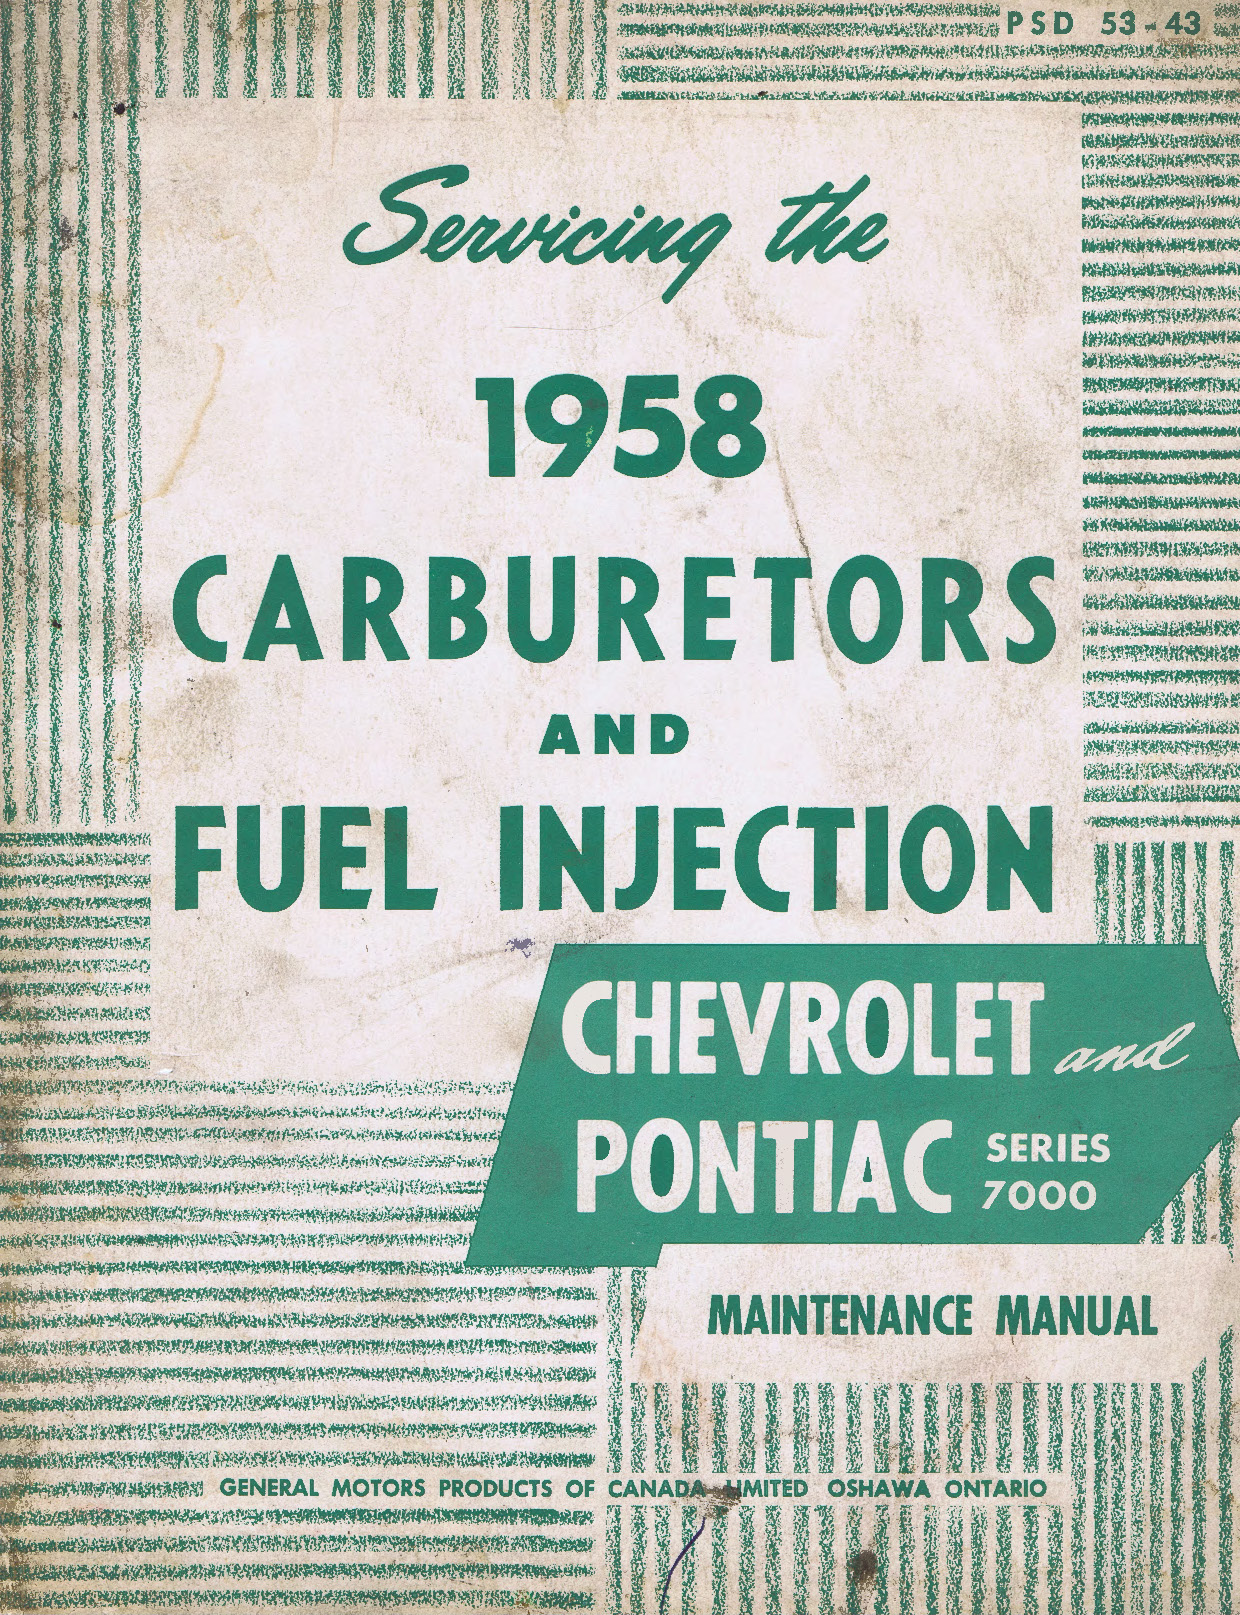 PSD 53-43
Servicing the
1958
CARBURETORS
AND
FUEL INJECTION
CHEVROLET and
PONTIAC SERIES
7000
MAINTENANCE MANUAL
GENERAL MOTORS PRODUCTS OF CANADA LIMITED OSHAWA ONTARIO